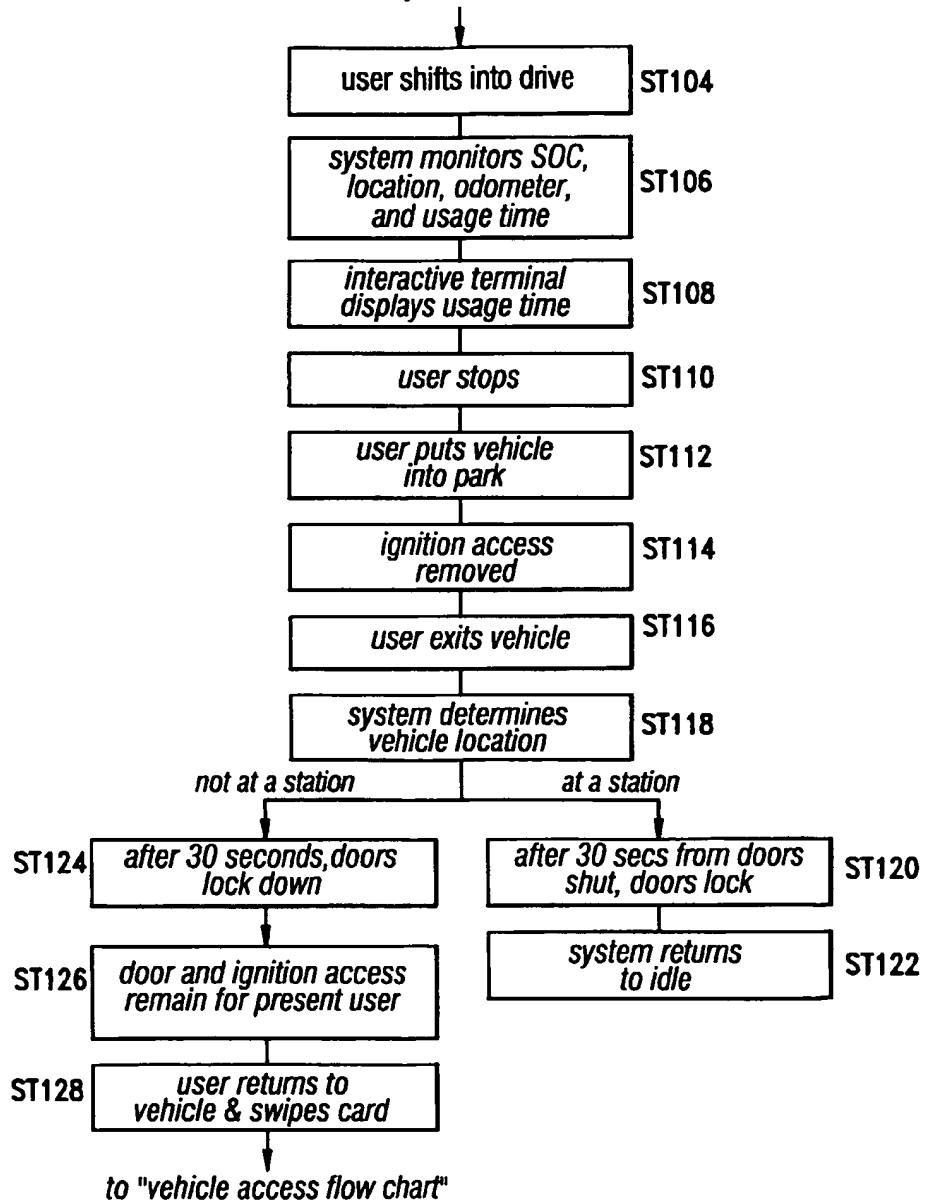 user shifts into drive
ST104
system monitors SOC,
location, odometer,
and usage time
ST106
interactive terminal
displays usage time
ST108
user stops
ST110
user puts vehicle
into park
ST112
ignition access
removed
ST114
user exits vehicle
ST116
system determines
vehicle location
ST118
not at a station
at a station
ST124
after 30 seconds,doors
lock down
after 30 secs from doors
shut, doors lock
ST120
ST126
door and ignition access
remain for present user
system returns
to idle
ST122
ST128
user returns to
vehicle & swipes card
to "vehicle access flow chart"